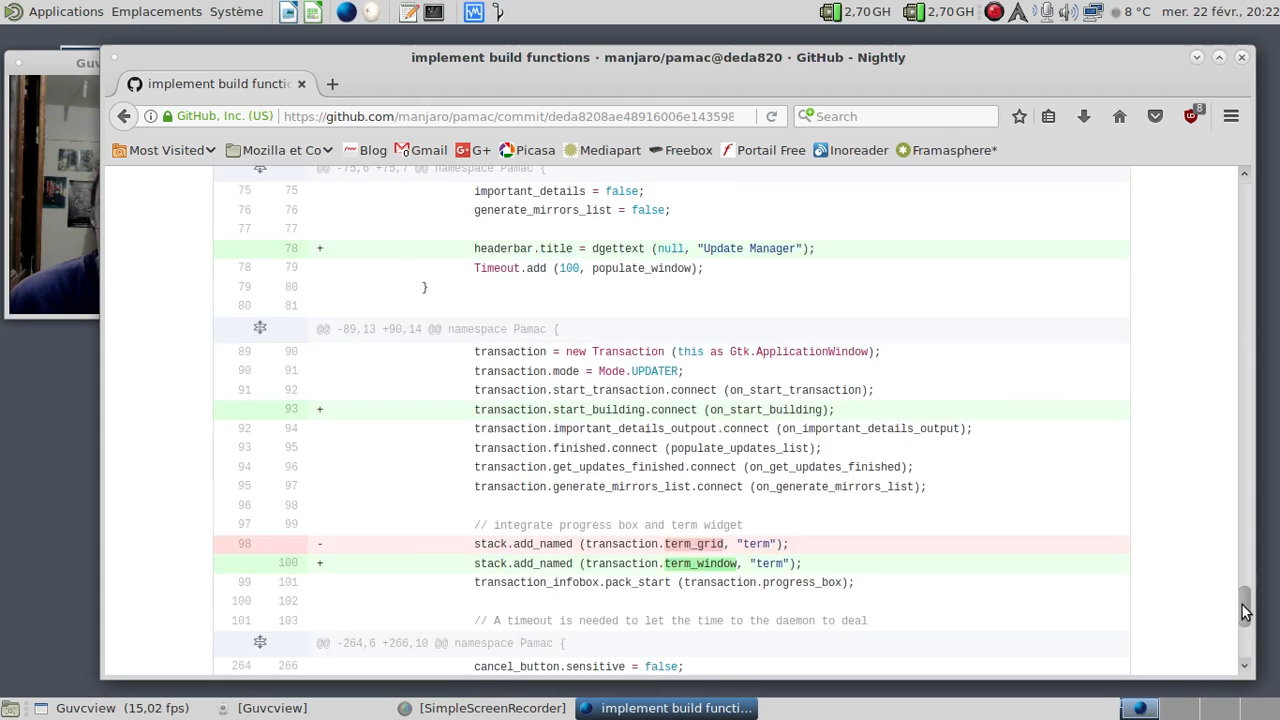 Applications Emplacements Système 2,70 GH 2,70 GH 8 °C mer. 22 févr., 20:22
Gu
implement build functions · manjaro/pamac@deda820 · GitHub - Nightly
implement build functi
GitHub, Inc. (US) https://github.com/manjaro/pamac/commit/deda8208ae48916006e143598 Search 8
Most Visited Mozilla et Co Blog Gmail G+ Picasa Mediapart Freebox Portail Free Inoreader Framasphere*
@@ -75,6 +75,7 @@ namespace Pamac {
75 75 important_details = false;
76 76 generate_mirrors_list = false;
77 77
78 + headerbar.title = dgettext (null, "Update Manager");
78 79 Timeout.add (100, populate_window);
79 80 }
80 81
@@ -89,13 +90,14 @@ namespace Pamac {
89 90 transaction = new Transaction (this as Gtk.ApplicationWindow);
90 91 transaction.mode = Mode.UPDATER;
91 92 transaction.start_transaction.connect (on_start_transaction);
93 + transaction.start_building.connect (on_start_building);
92 94 transaction.important_details_outpout.connect (on_important_details_output);
93 95 transaction.finished.connect (populate_updates_list);
94 96 transaction.get_updates_finished.connect (on_get_updates_finished);
95 97 transaction.generate_mirrors_list.connect (on_generate_mirrors_list);
96 98
97 99 // integrate progress box and term widget
98 - stack.add_named (transaction.term_grid, "term");
100 + stack.add_named (transaction.term_window, "term");
99 101 transaction_infobox.pack_start (transaction.progress_box);
100 102
101 103 // A timeout is needed to let the time to the daemon to deal
@@ -264,6 +266,10 @@ namespace Pamac {
264 266 cancel_button.sensitive = false;
Guvcview (15,02 fps) [Guvcview] [SimpleScreenRecorder] implement build functi...